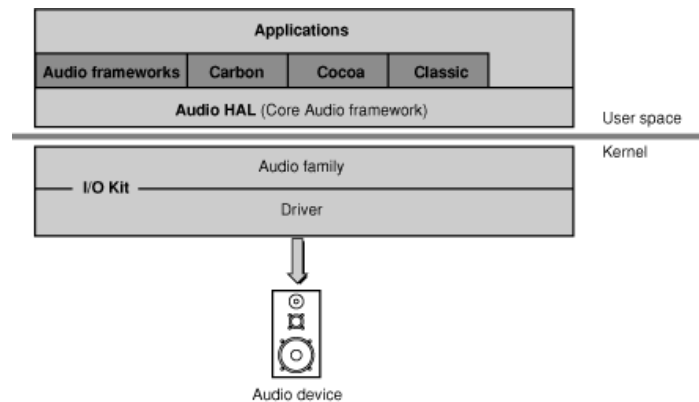 Applications
Audio frameworks Carbon Cocoa Classic
Audio HAL (Core Audio framework)
User space
Kernel
Audio family
I/O Kit
Driver
Audio device